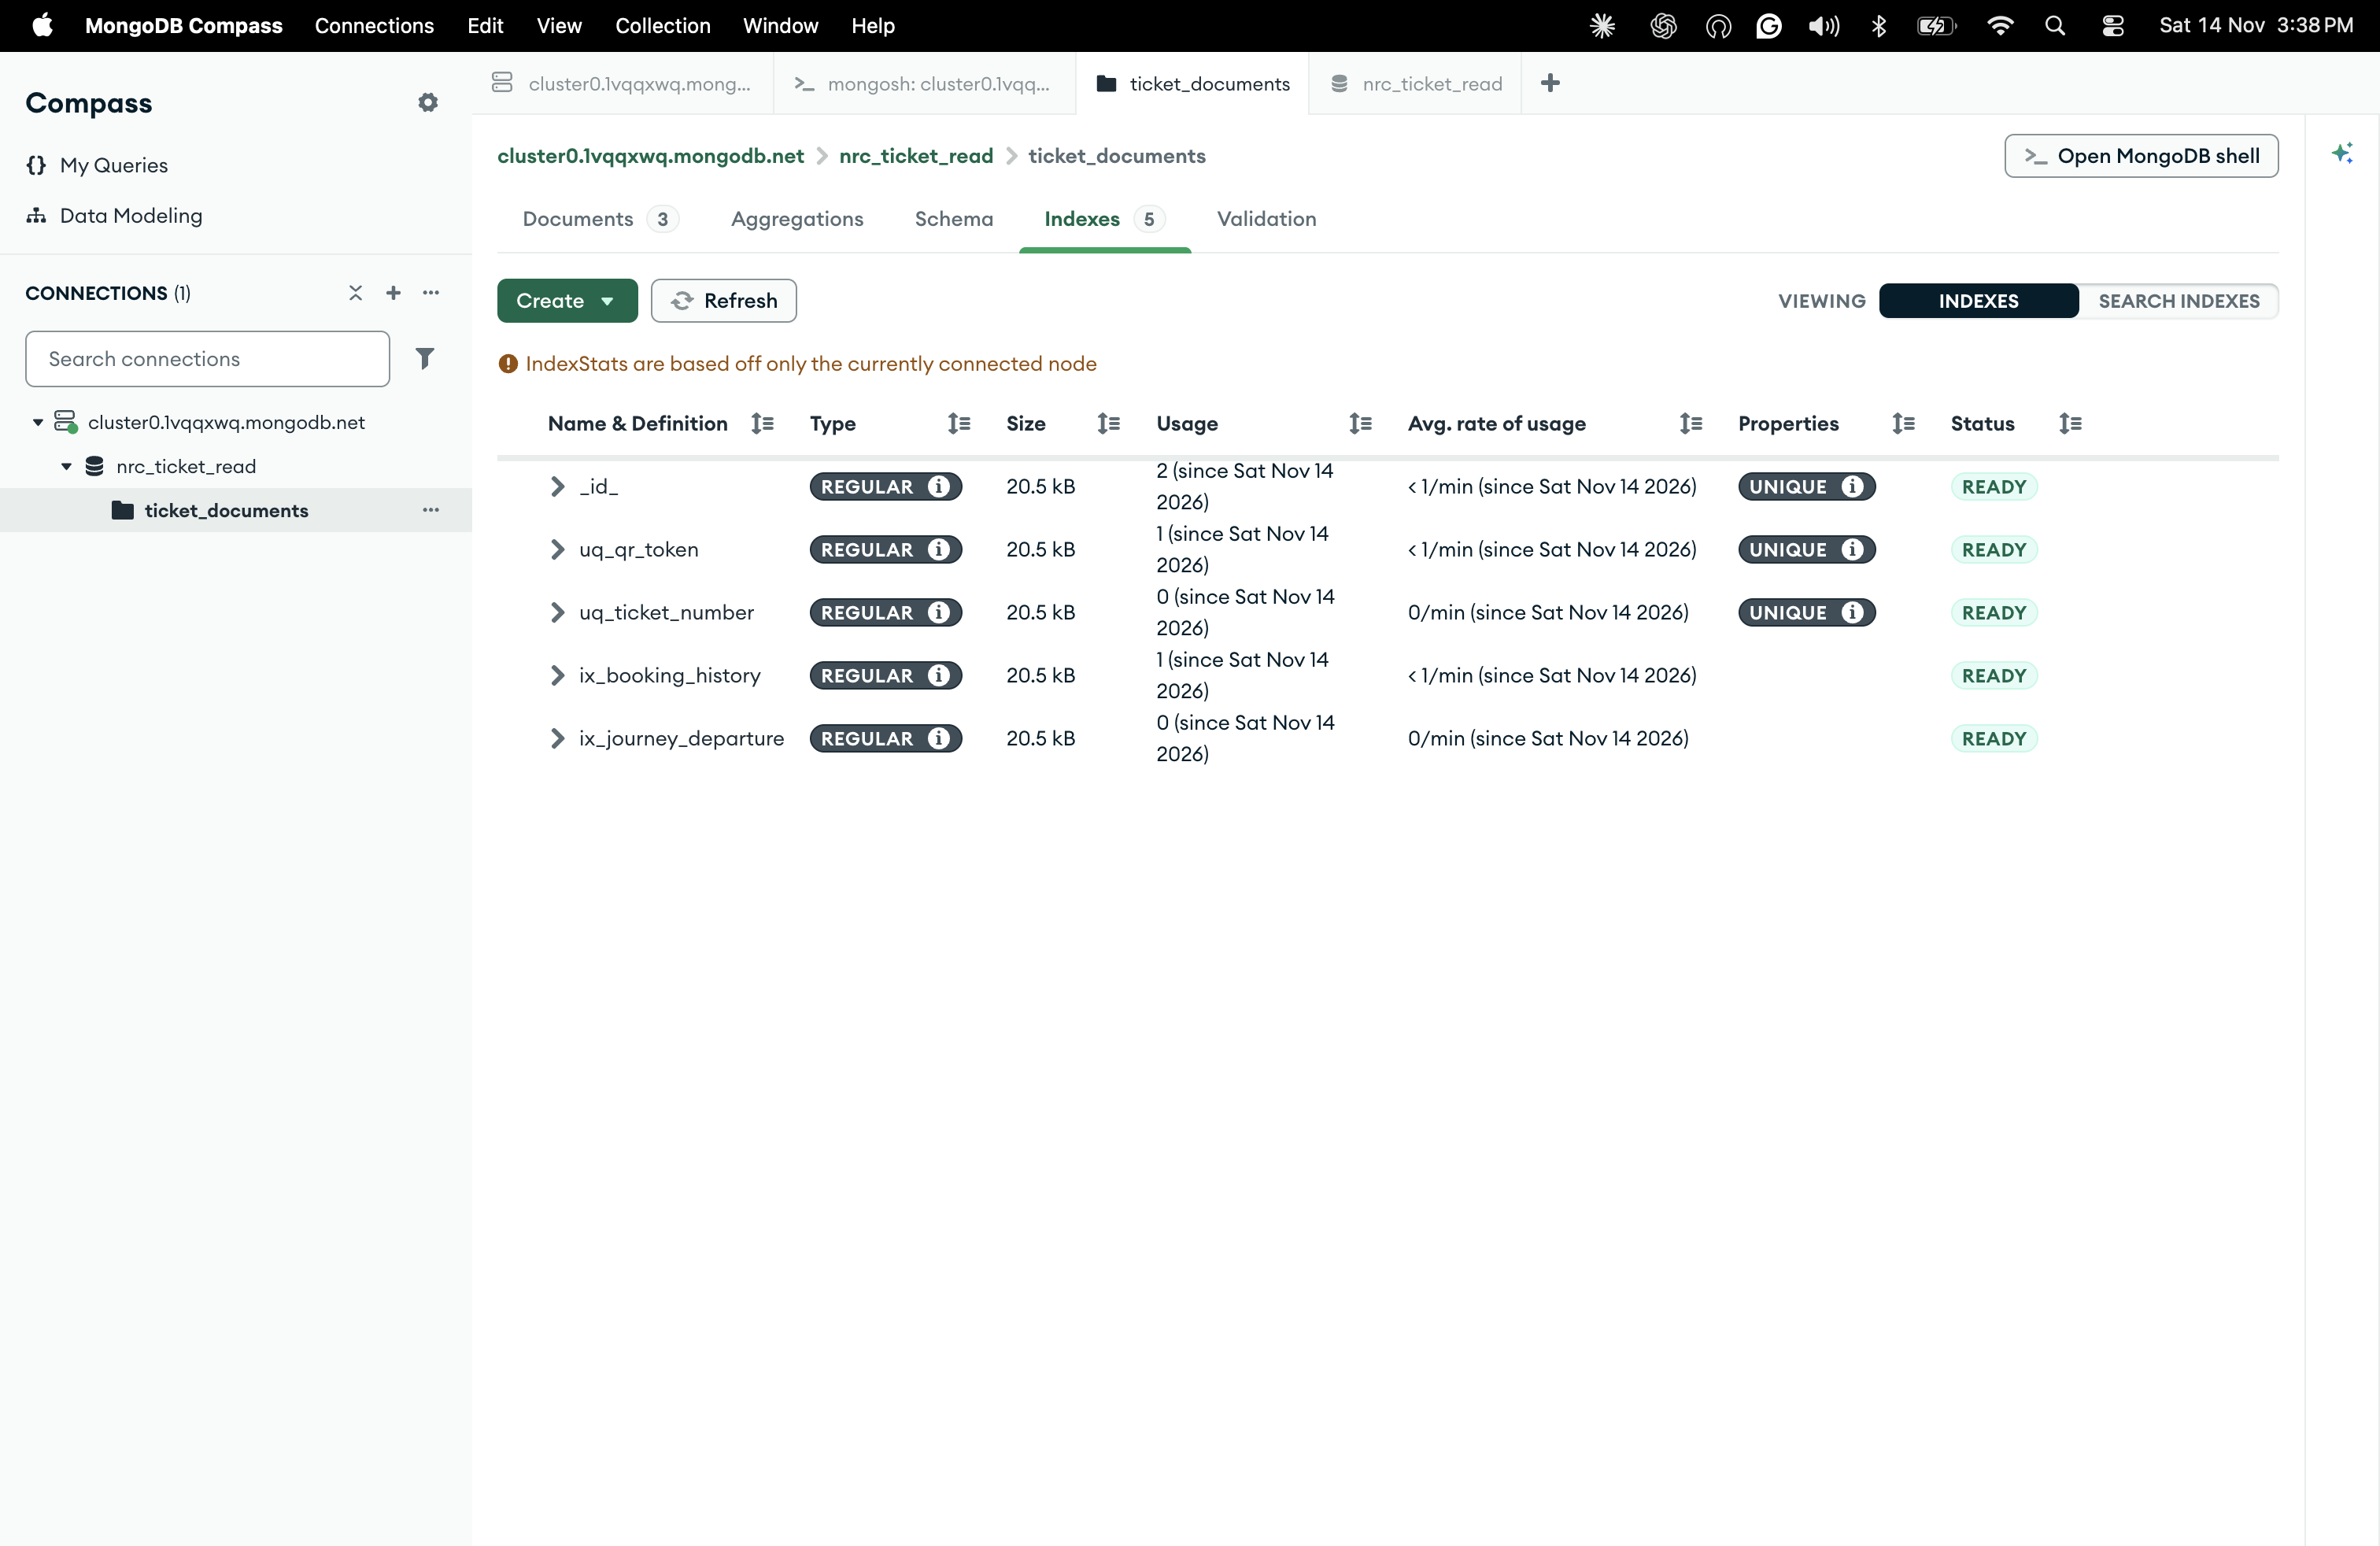 MongoDB Compass Connections Edit View Collection Window Help Sat 14 Nov 3:38 PM
Compass
My Queries
Data Modeling
CONNECTIONS (1)
Search connections
cluster0.1vqqxwq.mongodb.net
nrc_ticket_read
ticket_documents
cluster0.1vqqxwq.mong... mongosh: cluster0.1vqq... ticket_documents nrc_ticket_read
cluster0.1vqqxwq.mongodb.net nrc_ticket_read ticket_documents
>_ Open MongoDB shell
Documents 3 Aggregations Schema Indexes 5 Validation
Create Refresh VIEWING INDEXES SEARCH INDEXES
IndexStats are based off only the currently connected node
Name & Definition Type Size Usage Avg. rate of usage Properties Status
_id_ REGULAR 20.5 kB 2 (since Sat Nov 14 2026) < 1/min (since Sat Nov 14 2026) UNIQUE READY
uq_qr_token REGULAR 20.5 kB 1 (since Sat Nov 14 2026) < 1/min (since Sat Nov 14 2026) UNIQUE READY
uq_ticket_number REGULAR 20.5 kB 0 (since Sat Nov 14 2026) 0/min (since Sat Nov 14 2026) UNIQUE READY
ix_booking_history REGULAR 20.5 kB 1 (since Sat Nov 14 2026) < 1/min (since Sat Nov 14 2026) READY
ix_journey_departure REGULAR 20.5 kB 0 (since Sat Nov 14 2026) 0/min (since Sat Nov 14 2026) READY